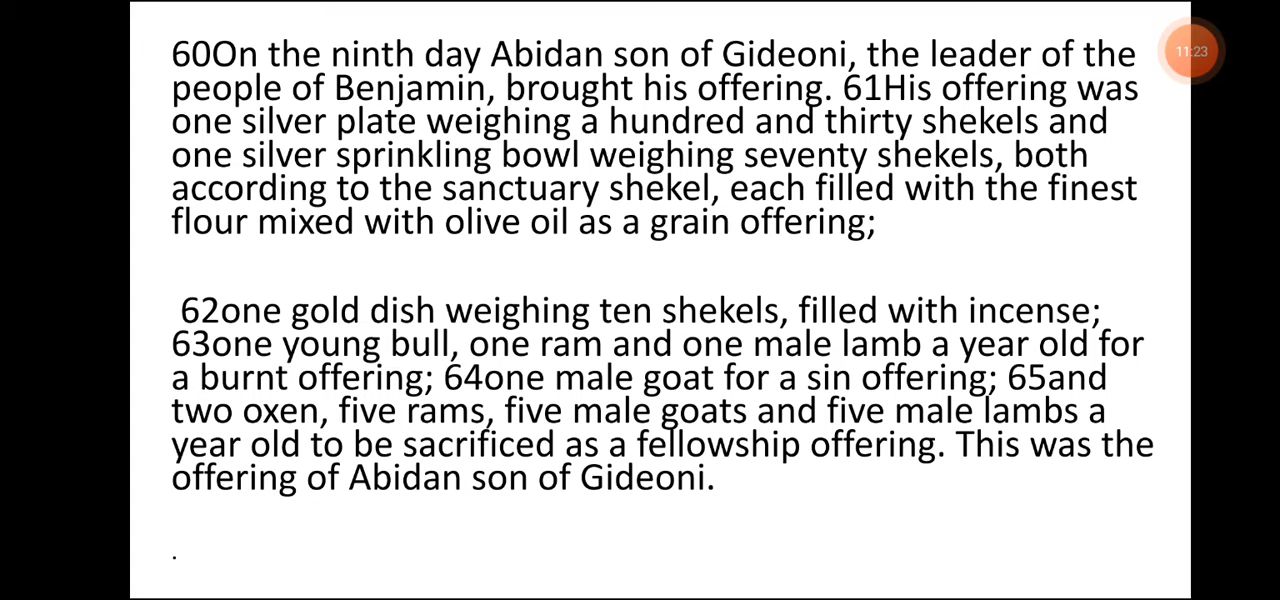 60On the ninth day Abidan son of Gideoni, the leader of the
people of Benjamin, brought his offering. 61His offering was
one silver plate weighing a hundred and thirty shekels and
one silver sprinkling bowl weighing seventy shekels, both
according to the sanctuary shekel, each filled with the finest
flour mixed with olive oil as a grain offering;
62one gold dish weighing ten shekels, filled with incense;
63one young bull, one ram and one male lamb a year old for
a burnt offering; 64one male goat for a sin offering; 65and
two oxen, five rams, five male goats and five male lambs a
year old to be sacrificed as a fellowship offering. This was the
offering of Abidan son of Gideoni.
.
11:23